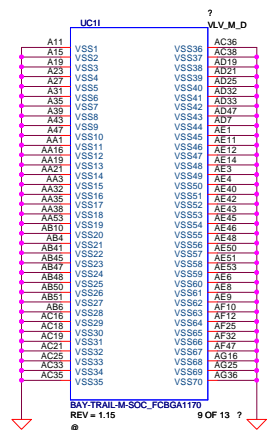 ?
UC1I VLV_M_D
A11 VSS1 VSS36 AC36
A15 VSS2 VSS37 AC38
A19 VSS3 VSS38 AD19
A23 VSS4 VSS39 AD21
A27 VSS5 VSS40 AD25
A31 VSS6 VSS41 AD32
A35 VSS7 VSS42 AD33
A39 VSS8 VSS43 AD47
A43 VSS9 VSS44 AD7
A47 VSS10 VSS45 AE1
AA1 VSS11 VSS46 AE11
AA16 VSS12 VSS47 AE12
AA19 VSS13 VSS48 AE14
AA21 VSS14 VSS49 AE3
AA3 VSS15 VSS50 AE4
AA32 VSS16 VSS51 AE40
AA35 VSS17 VSS52 AE42
AA38 VSS18 VSS53 AE43
AA53 VSS19 VSS54 AE45
AB10 VSS20 VSS55 AE46
AB4 VSS21 VSS56 AE48
AB41 VSS22 VSS57 AE50
AB45 VSS23 VSS58 AE51
AB47 VSS24 VSS59 AE53
AB48 VSS25 VSS60 AE6
AB50 VSS26 VSS61 AE8
AB51 VSS27 VSS62 AE9
AB6 VSS28 VSS63 AF10
AC16 VSS29 VSS64 AF12
AC18 VSS30 VSS65 AF25
AC19 VSS31 VSS66 AF32
AC21 VSS32 VSS67 AF47
AC25 VSS33 VSS68 AG16
AC33 VSS34 VSS69 AG25
AC35 VSS35 VSS70 AG36
BAY-TRAIL-M-SOC_FCBGA1170
REV = 1.15 9 OF 13 ?
@